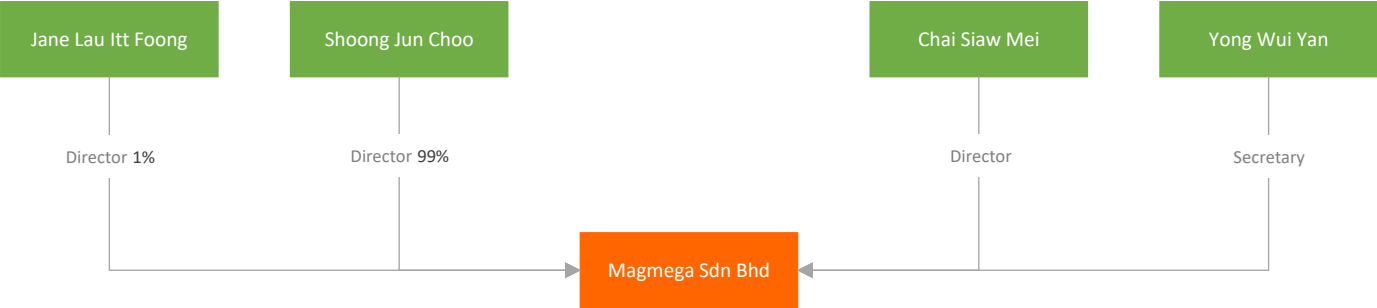 Jane Lau Itt Foong
Shoong Jun Choo
Chai Siaw Mei
Yong Wui Yan
Director 1%
Director 99%
Director
Secretary
Magmega Sdn Bhd